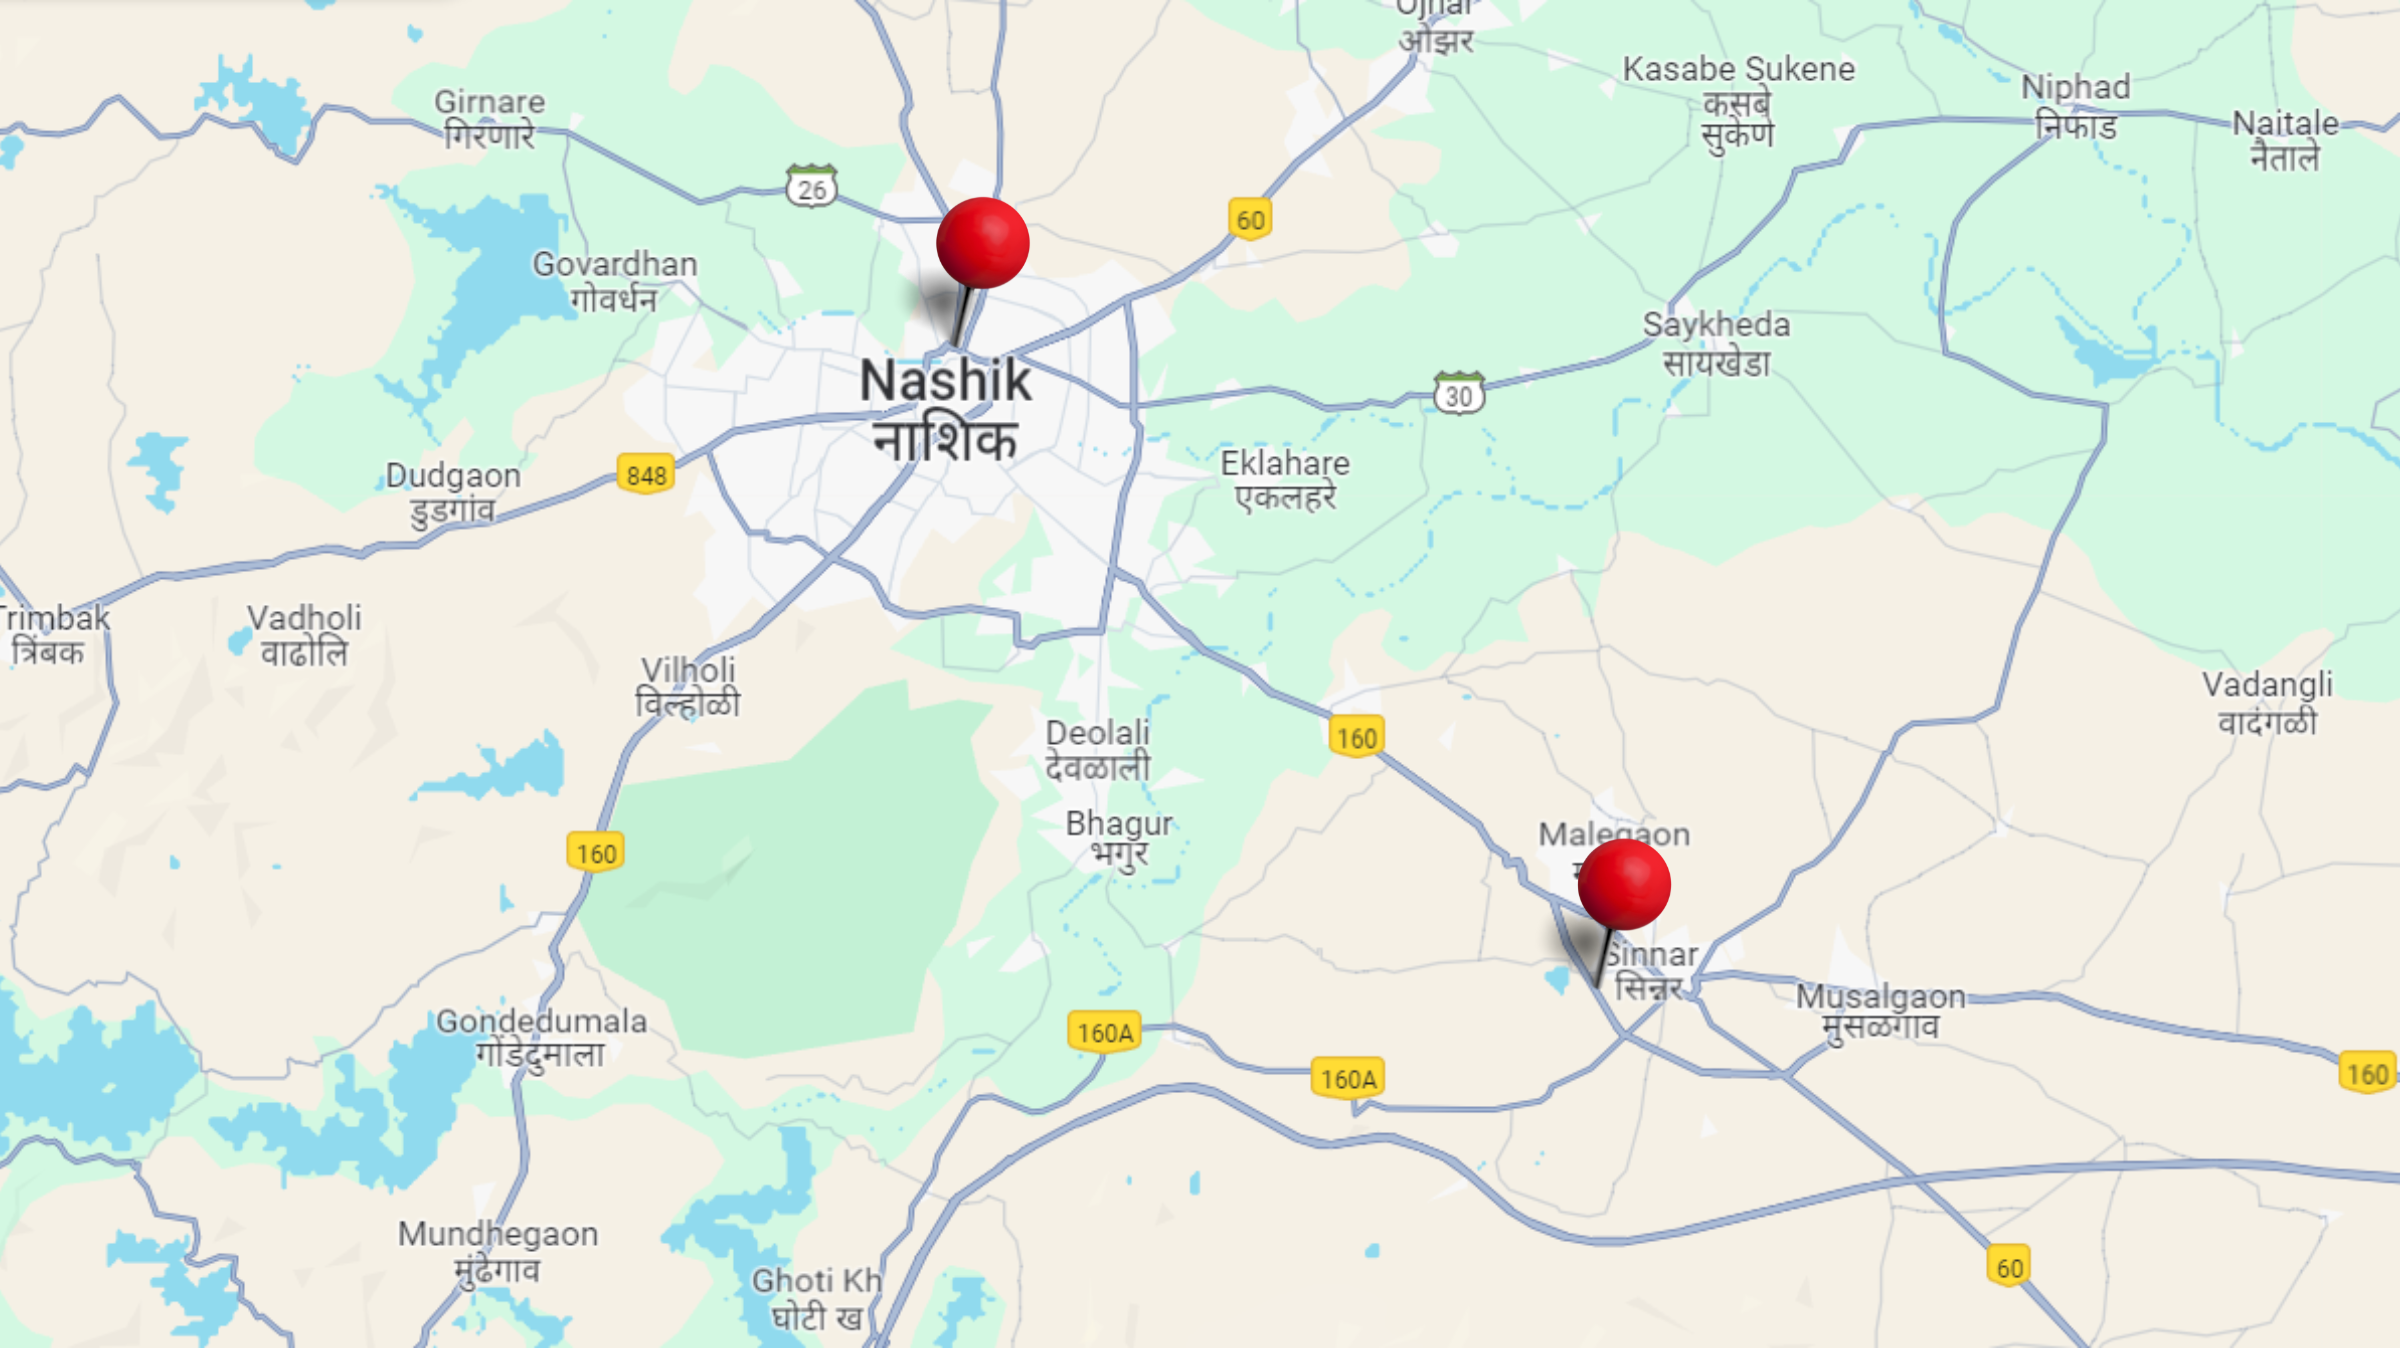 ओझर
Kasabe Sukene
कसबे
सुकेणे
Niphad
निफाड
Girnare
गिरणारे
Naitale
नैताले
26
60
Govardhan
गोवर्धन
Saykheda
सायखेडा
Nashik
नाशिक
30
Dudgaon
डुडगांव
848
Eklahare
एकलहरे
Trimbak
त्रिंबक
Vadholi
वाढोलि
Vilholi
विल्होळी
Vadangli
वादंगळी
Deolali
देवळाली
160
Bhagur
भगुर
Malegaon
160
Sinnar
सिन्नर
Musalgaon
मुसळगाव
Gondedumala
गोंडेदुमाला
160A
160A
160
Mundhegaon
मुंढेगाव
Ghoti Kh
घोटी ख
60